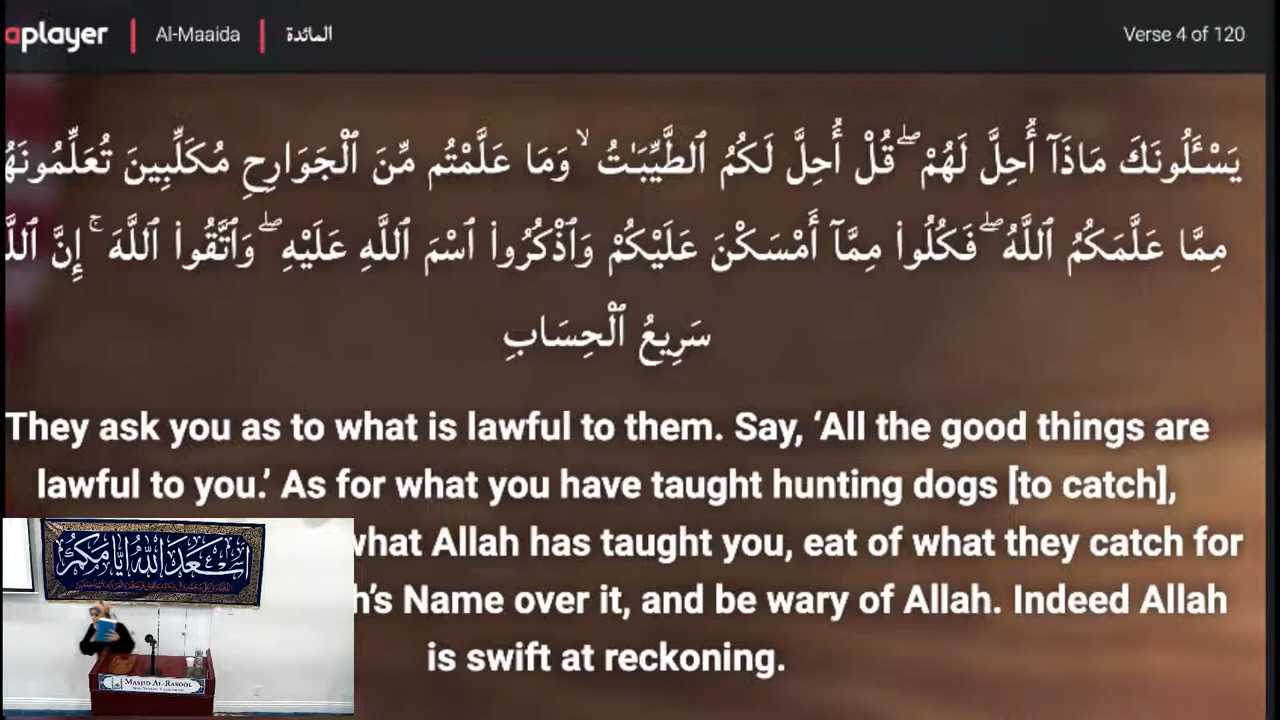 aplayer | Al-Maaida | المائدة
Verse 4 of 120
يَسْـَٔلُونَكَ مَاذَآ أُحِلَّ لَهُمْ ۖ قُلْ أُحِلَّ لَكُمُ ٱلطَّيِّبَـٰتُ ۙ وَمَا عَلَّمْتُم مِّنَ ٱلْجَوَارِحِ مُكَلِّبِينَ تُعَلِّمُونَهُ
مِمَّا عَلَّمَكُمُ ٱللَّهُ ۖ فَكُلُوا۟ مِمَّآ أَمْسَكْنَ عَلَيْكُمْ وَٱذْكُرُوا۟ ٱسْمَ ٱللَّهِ عَلَيْهِ ۖ وَٱتَّقُوا۟ ٱللَّهَ ۚ إِنَّ ٱللَّ
سَرِيعُ ٱلْحِسَابِ
They ask you as to what is lawful to them. Say, ‘All the good things are
lawful to you.’ As for what you have taught hunting dogs [to catch],
what Allah has taught you, eat of what they catch for
h’s Name over it, and be wary of Allah. Indeed Allah
is swift at reckoning.
أسعد الله أيامكم
MASJID AL-RASOOL